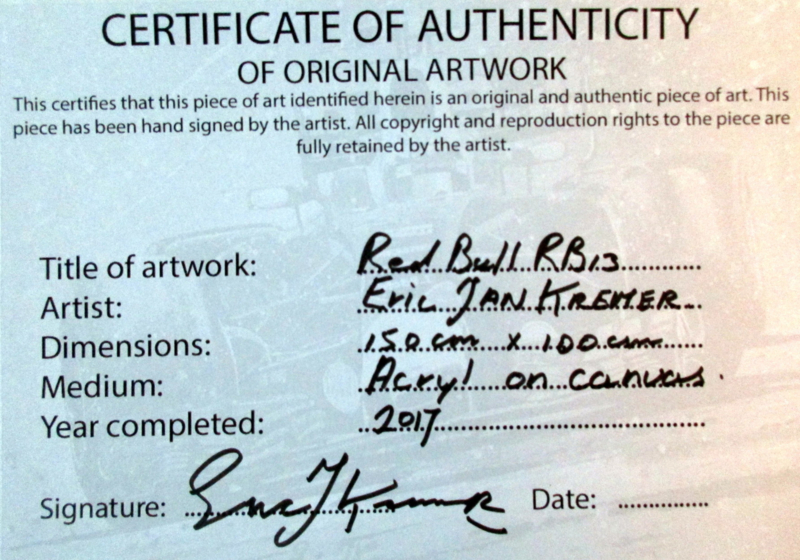 CERTIFICATE OF AUTHENTICITY
OF ORIGINAL ARTWORK
This certifies that this piece of art identified herein is an original and authentic piece of art. This
piece has been hand signed by the artist. All copyright and reproduction rights to the piece are
fully retained by the artist.
Title of artwork: Red Bull RB13
Artist: Eric JAN KREMER
Dimensions: 150 cm x 100 cm
Medium: Acryl on canvas.
Year completed: 2017
Signature: Eric J Kremer Date: